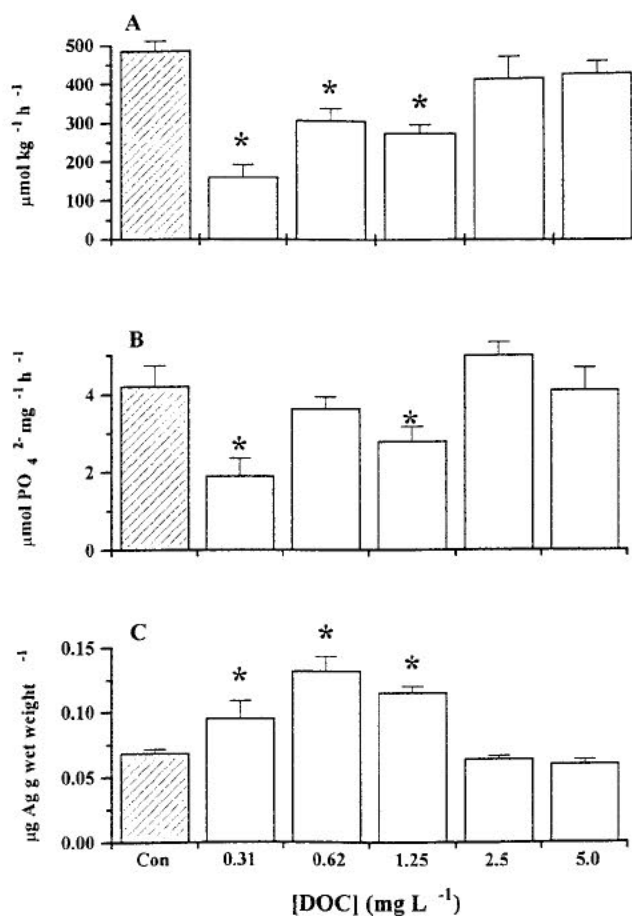 A
500
400
300
200
100
0
µmol kg ⁻¹ h ⁻¹
*
*
*
B
4
2
0
µmol PO ₄ ²⁻ mg ⁻¹ h ⁻¹
*
*
C
0.15
0.10
0.05
0.00
µg Ag g wet weight ⁻¹
*
*
*
Con 0.31 0.62 1.25 2.5 5.0
[DOC] (mg L ⁻¹)